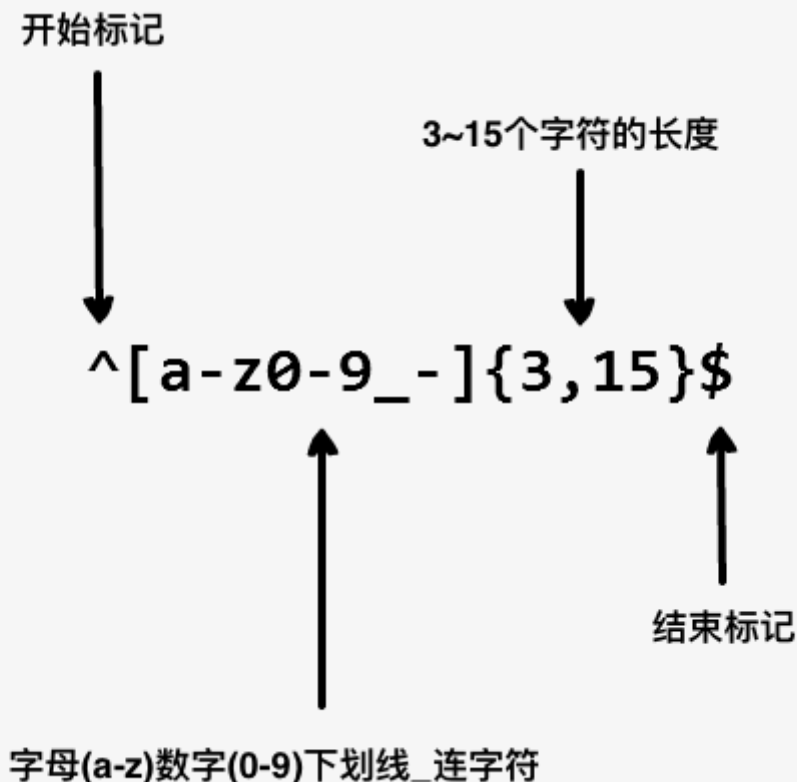 开始标记
3~15个字符的长度
^[a-z0-9_-]{3,15}$
结束标记
字母(a-z)数字(0-9)下划线_连字符